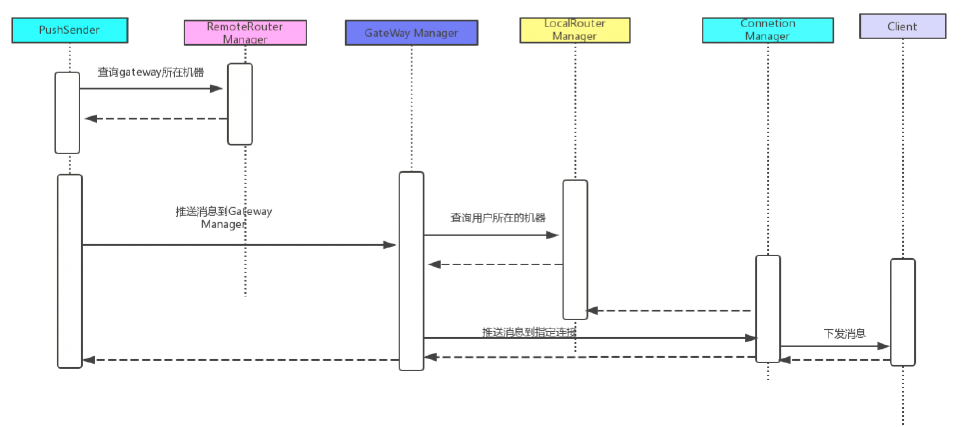 PushSender
RemoteRouter
Manager
GateWay Manager
LocalRouter
Manager
Connetion
Manager
Client
查询gateway所在机器
推送消息到Gateway
Manager
查询用户所在的机器
推送消息到指定连接
下发消息